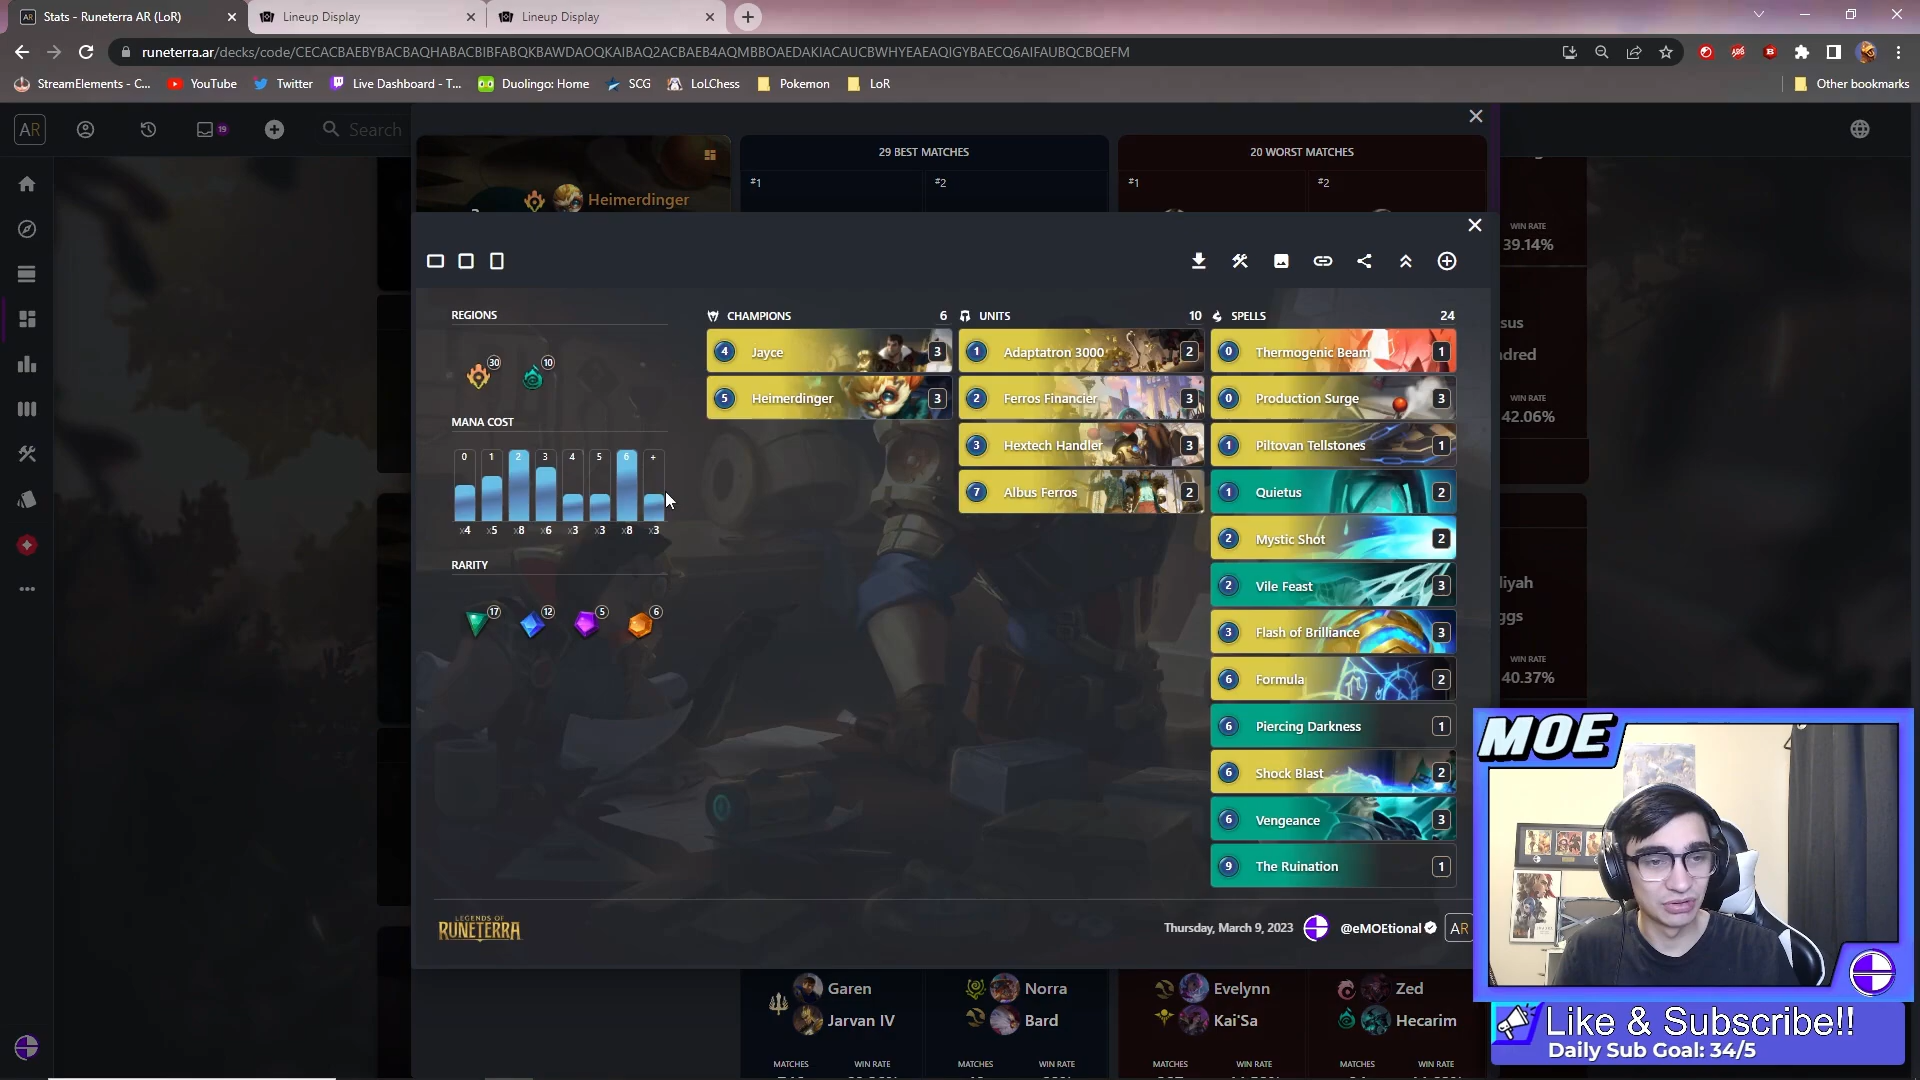 Stats - Runeterra AR (LoR)
Lineup Display
Lineup Display
runeterra.ar/decks/code/CECACBAEBYBACBAQHABACBIBFABQKBAWDAOQKAIBAQ2ACBAEB4AQMBBOAEDAKIACAUCBWHYEAEAQIGYBAECQ6AIFAUBQCBQEFM
StreamElements - C...
YouTube
Twitter
Live Dashboard - T...
Duolingo: Home
SCG
LoLChess
Pokemon
LoR
Other bookmarks
AR
19
Search
29 BEST MATCHES
20 WORST MATCHES
#1
#2
#1
#2
Heimerdinger
WIN RATE
39.14%
REGIONS
30
10
MANA COST
0 1 2 3 4 5 6 +
x4 x5 x8 x6 x3 x3 x8 x3
RARITY
17
12
5
6
CHAMPIONS 6
4 Jayce 3
5 Heimerdinger 3
UNITS 10
1 Adaptatron 3000 2
2 Ferros Financier 3
3 Hextech Handler 3
7 Albus Ferros 2
SPELLS 24
0 Thermogenic Beam 1
0 Production Surge 3
1 Piltovan Tellstones 1
1 Quietus 2
2 Mystic Shot 2
2 Vile Feast 3
3 Flash of Brilliance 3
6 Formula 2
6 Piercing Darkness 1
6 Shock Blast 2
6 Vengeance 3
9 The Ruination 1
sus
dred
WIN RATE
42.06%
liyah
ggs
WIN RATE
40.37%
LEGENDS OF
RUNETERRA
Thursday, March 9, 2023
@eMOEtional
AR
Garen
Jarvan IV
Norra
Bard
Evelynn
Kai'Sa
Zed
Hecarim
MATCHES
WIN RATE
MATCHES
WIN RATE
MATCHES
WIN RATE
MATCHES
WIN RATE
MOE
Like & Subscribe!!
Daily Sub Goal: 34/5